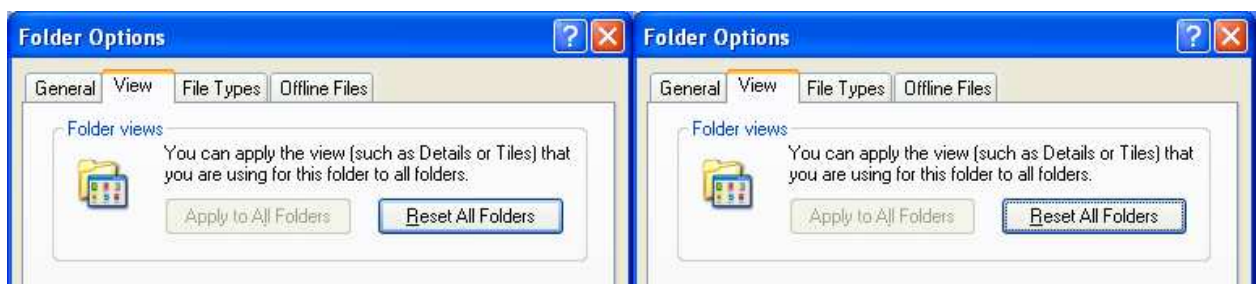 Folder Options
General View File Types Offline Files
Folder views
You can apply the view (such as Details or Tiles) that
you are using for this folder to all folders.
Apply to All Folders Reset All Folders
Folder Options
General View File Types Offline Files
Folder views
You can apply the view (such as Details or Tiles) that
you are using for this folder to all folders.
Apply to All Folders Reset All Folders